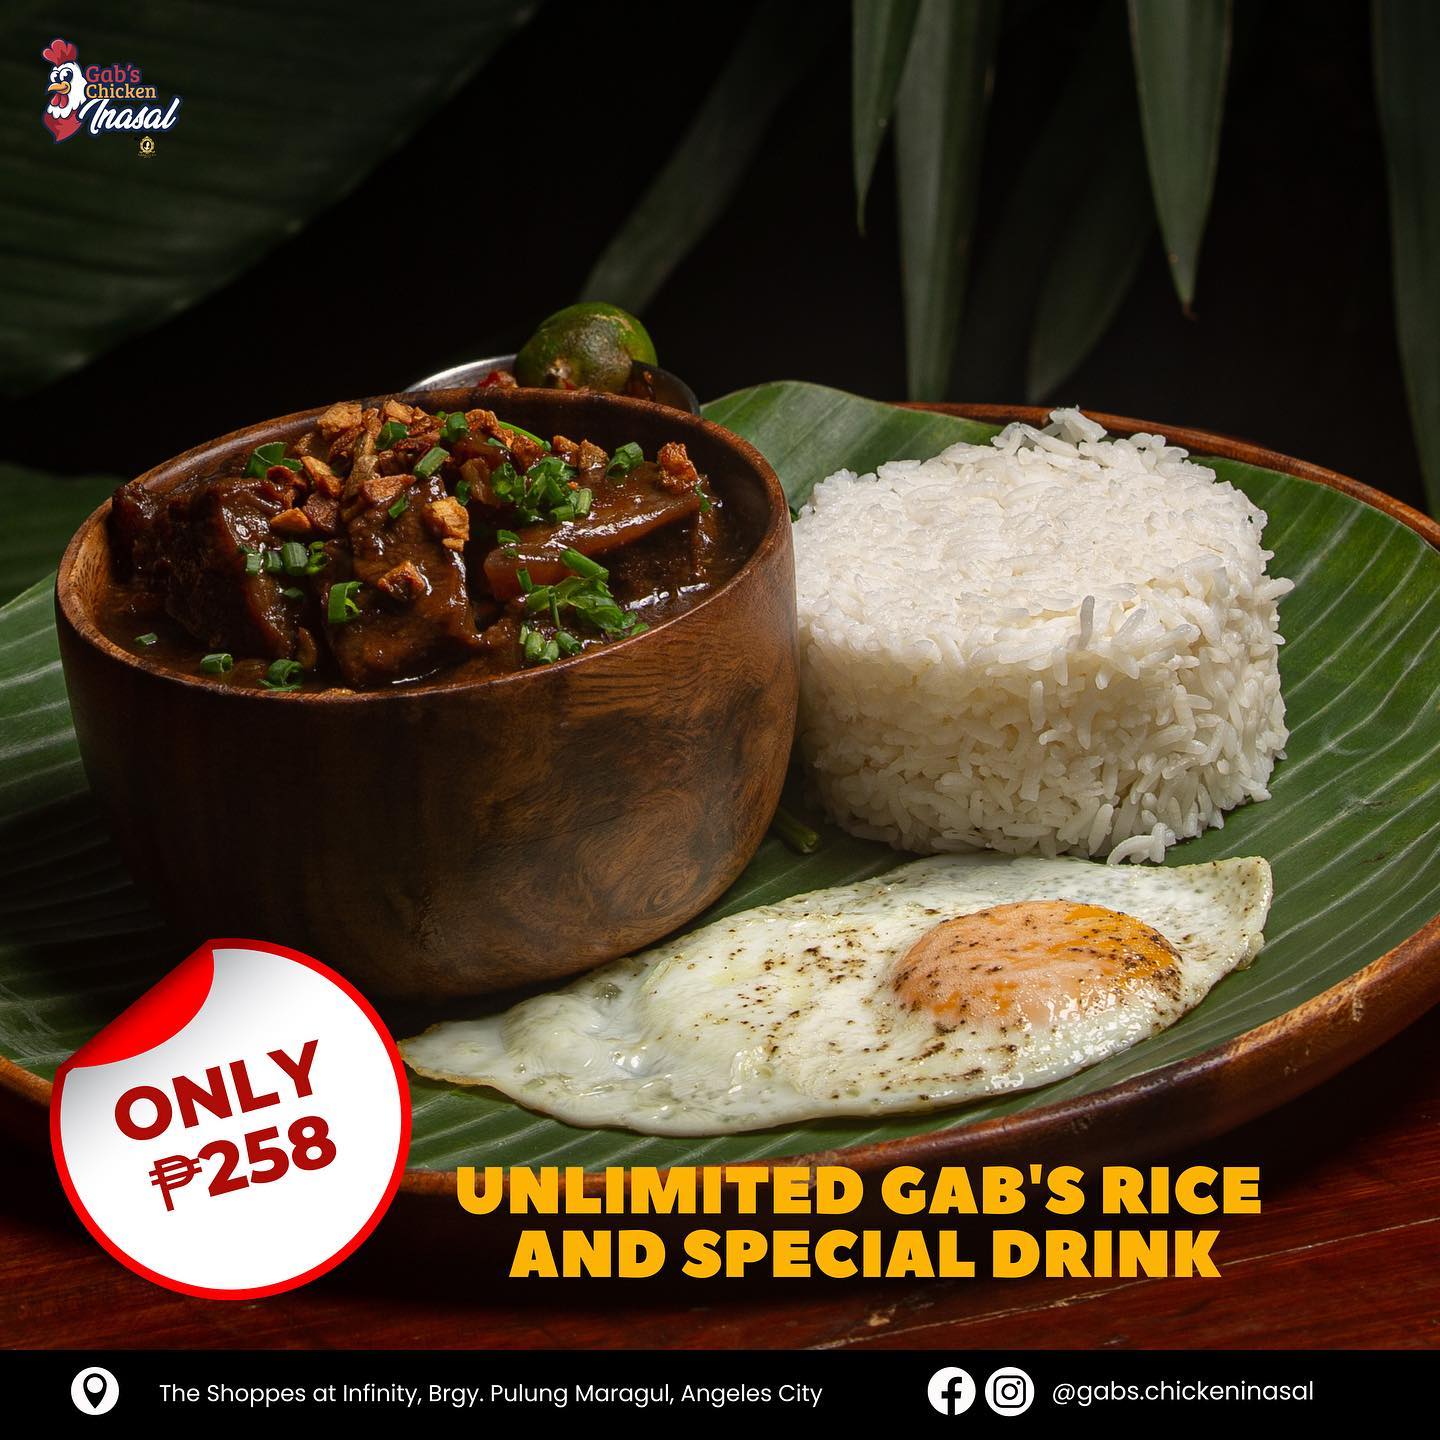 Gab's
Chicken
Inasal
ONLY
₱258
UNLIMITED GAB'S RICE
AND SPECIAL DRINK
The Shoppes at Infinity, Brgy. Pulung Maragul, Angeles City
@gabs.chickeninasal